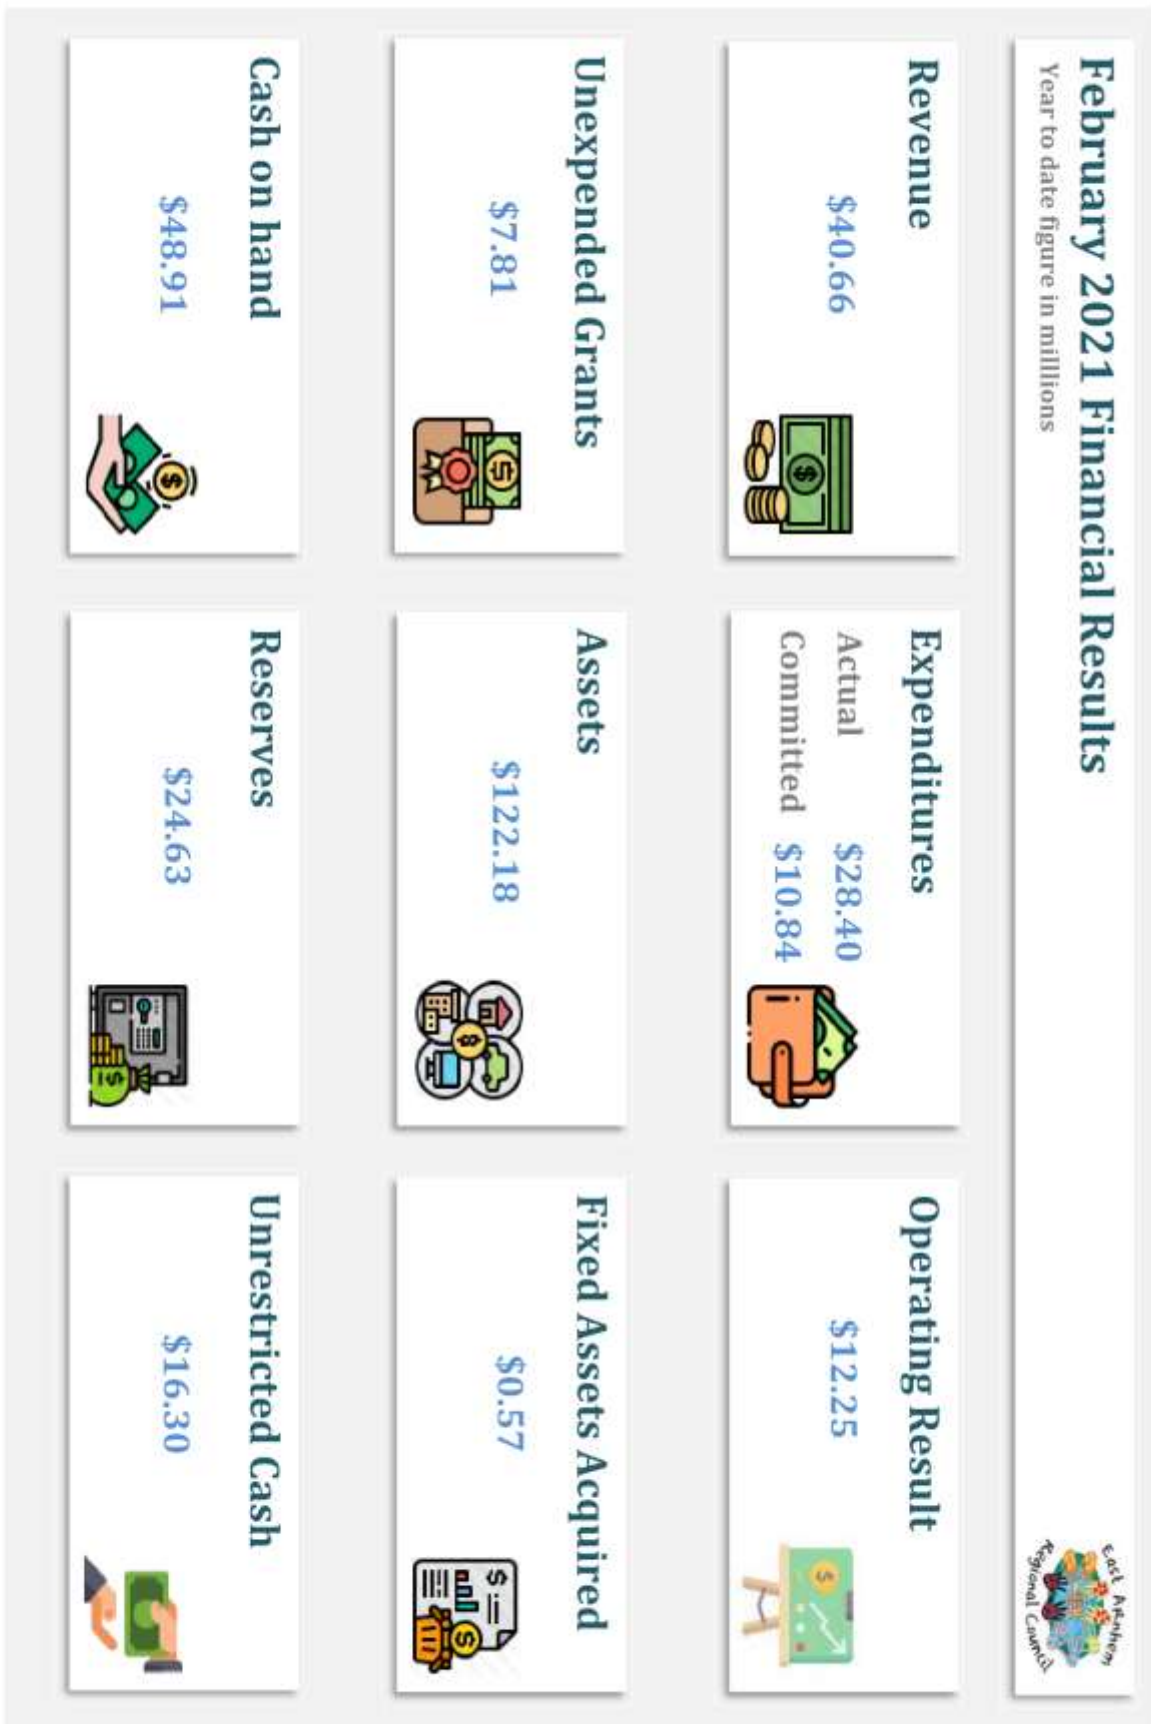 February 2021 Financial Results
Year to date figure in milllions
East Arnhem
Regional Council
Revenue
$40.66
Expenditures
Actual $28.40
Committed $10.84
Operating Result
$12.25
Unexpended Grants
$7.81
Assets
$122.18
Fixed Assets Acquired
$0.57
Cash on hand
$48.91
Reserves
$24.63
Unrestricted Cash
$16.30